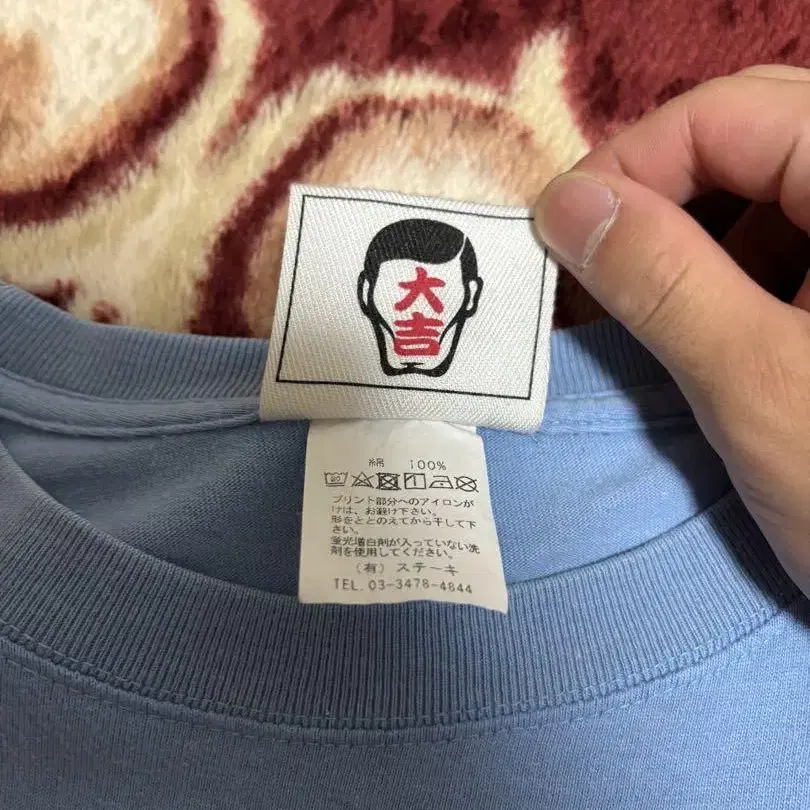 大
吉
綿 100%
プリント部分へのアイロンが
けは、お避け下さい。
形をととのえてから干して下
さい。
蛍光増白剤が入っていない洗
剤を使用してください。
(有) ステーキ
TEL. 03-3478-4844